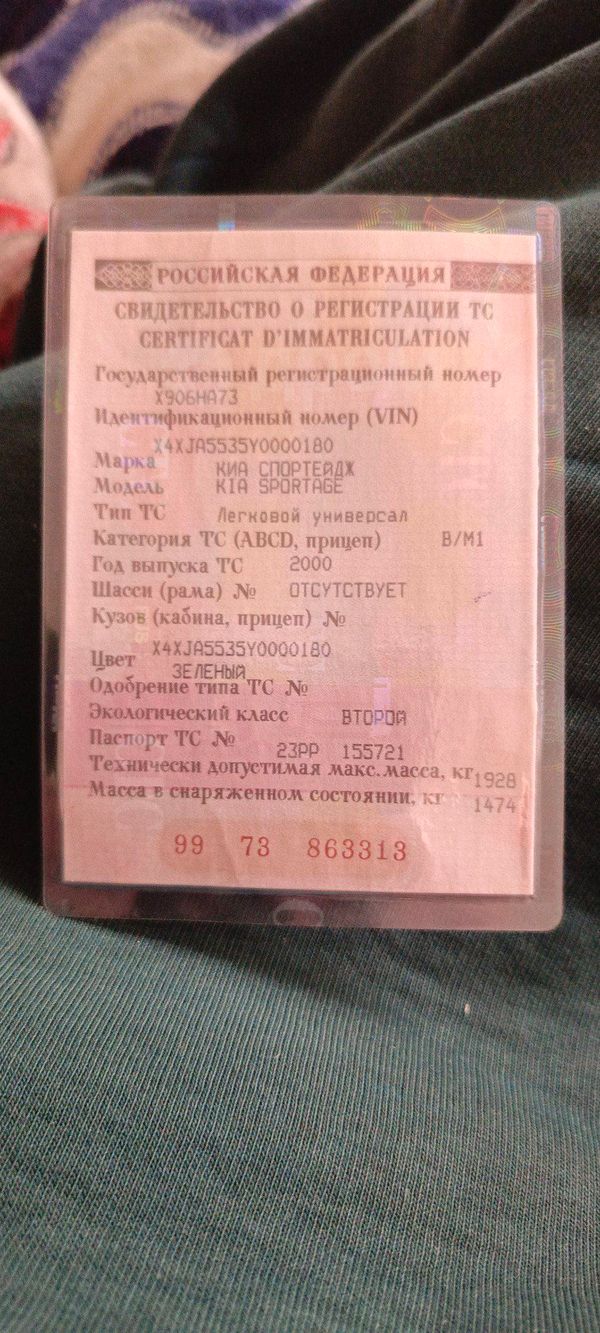 РОССИЙСКАЯ ФЕДЕРАЦИЯ
СВИДЕТЕЛЬСТВО О РЕГИСТРАЦИИ ТС
CERTIFICAT D'IMMATRICULATION
Государственный регистрационный номер
Х906НА73
Идентификационный номер (VIN)
X4XJA5535Y0000180
Марка КИА СПОРТЕЙДЖ
Модель KIA SPORTAGE
Тип ТС Легковой универсал
Категория ТС (ABCD, прицеп) B/M1
Год выпуска ТС 2000
Шасси (рама) № ОТСУТСТВУЕТ
Кузов (кабина, прицеп) №
X4XJA5535Y0000180
Цвет ЗЕЛЕНЫЙ
Одобрение типа ТС №
Экологический класс ВТОРОЙ
Паспорт ТС № 23РР 155721
Технически допустимая макс. масса, кг 1928
Масса в снаряженном состоянии, кг 1474
99 73 863313